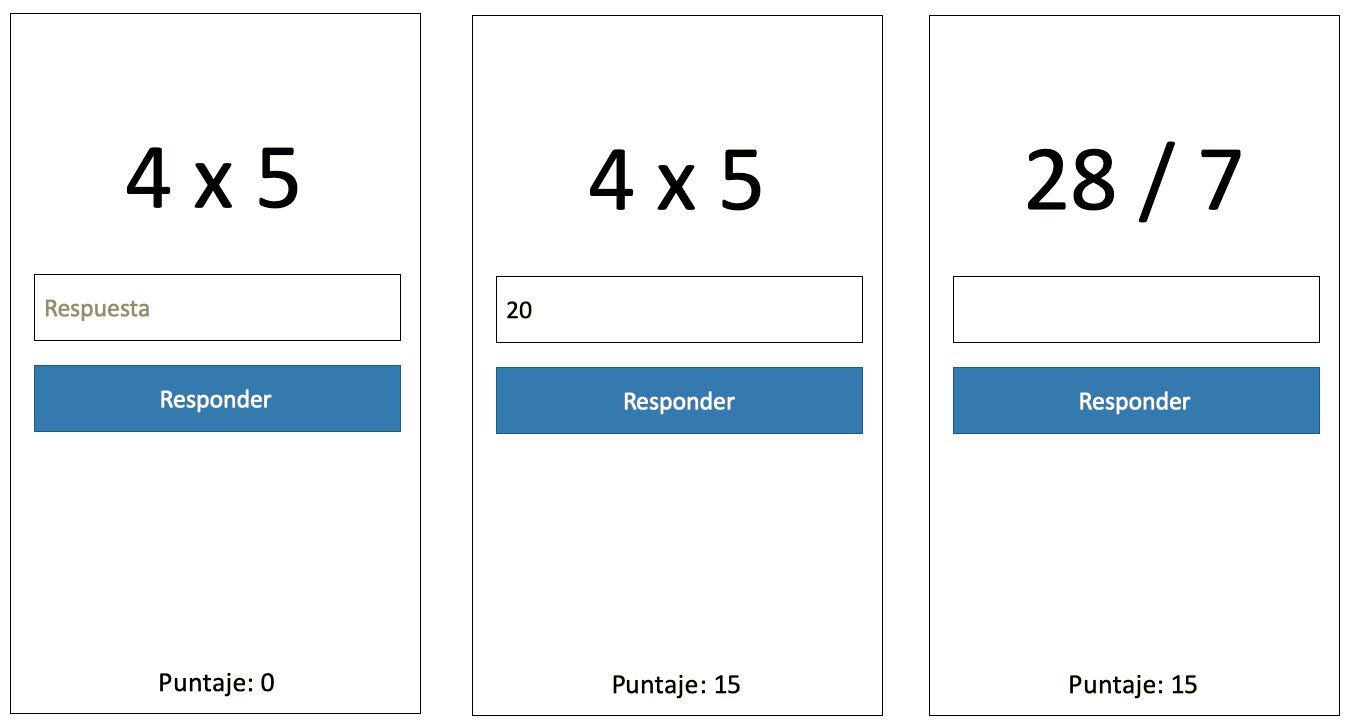 4 x 5
Respuesta
Responder
Puntaje: 0
4 x 5
20
Responder
Puntaje: 15
28 / 7
Responder
Puntaje: 15